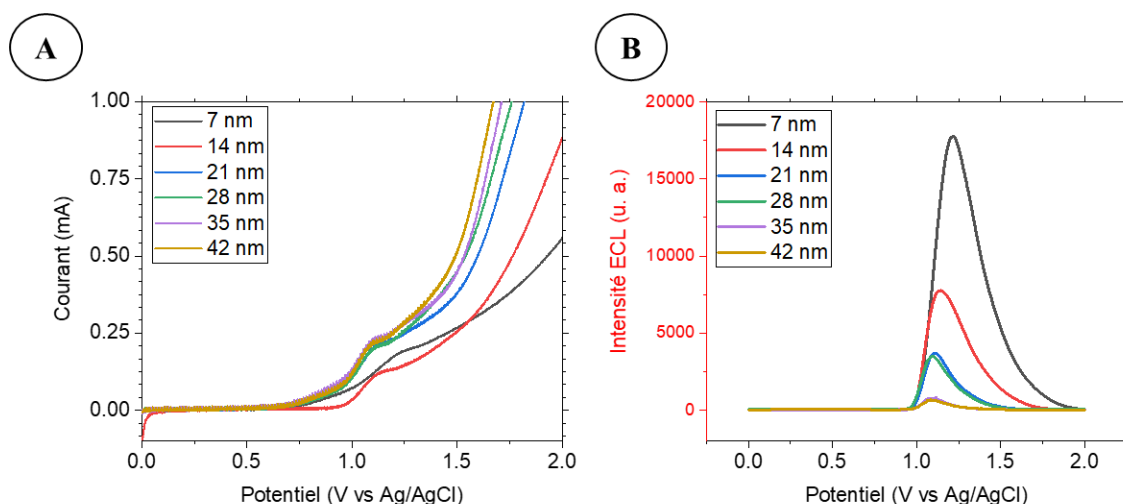 A
1.00
0.75
0.50
0.25
0.00
Courant (mA)
7 nm
14 nm
21 nm
28 nm
35 nm
42 nm
0.0
0.5
1.0
1.5
2.0
Potentiel (V vs Ag/AgCl)
B
20000
15000
10000
5000
0
Intensité ECL (u. a.)
7 nm
14 nm
21 nm
28 nm
35 nm
42 nm
0.0
0.5
1.0
1.5
2.0
Potentiel (V vs Ag/AgCl)